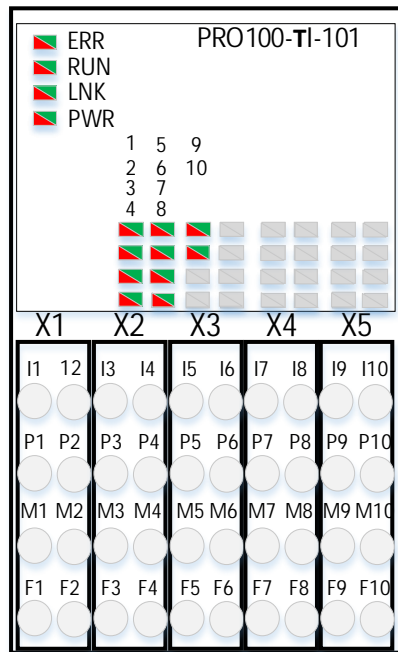 ERR PRO100-TI-101
RUN
LNK
PWR
1 5 9
2 6 10
3 7
4 8
X1 X2 X3 X4 X5
I1 12 I3 I4 I5 I6 I7 I8 I9 I10
P1 P2 P3 P4 P5 P6 P7 P8 P9 P10
M1 M2 M3 M4 M5 M6 M7 M8 M9 M10
F1 F2 F3 F4 F5 F6 F7 F8 F9 F10